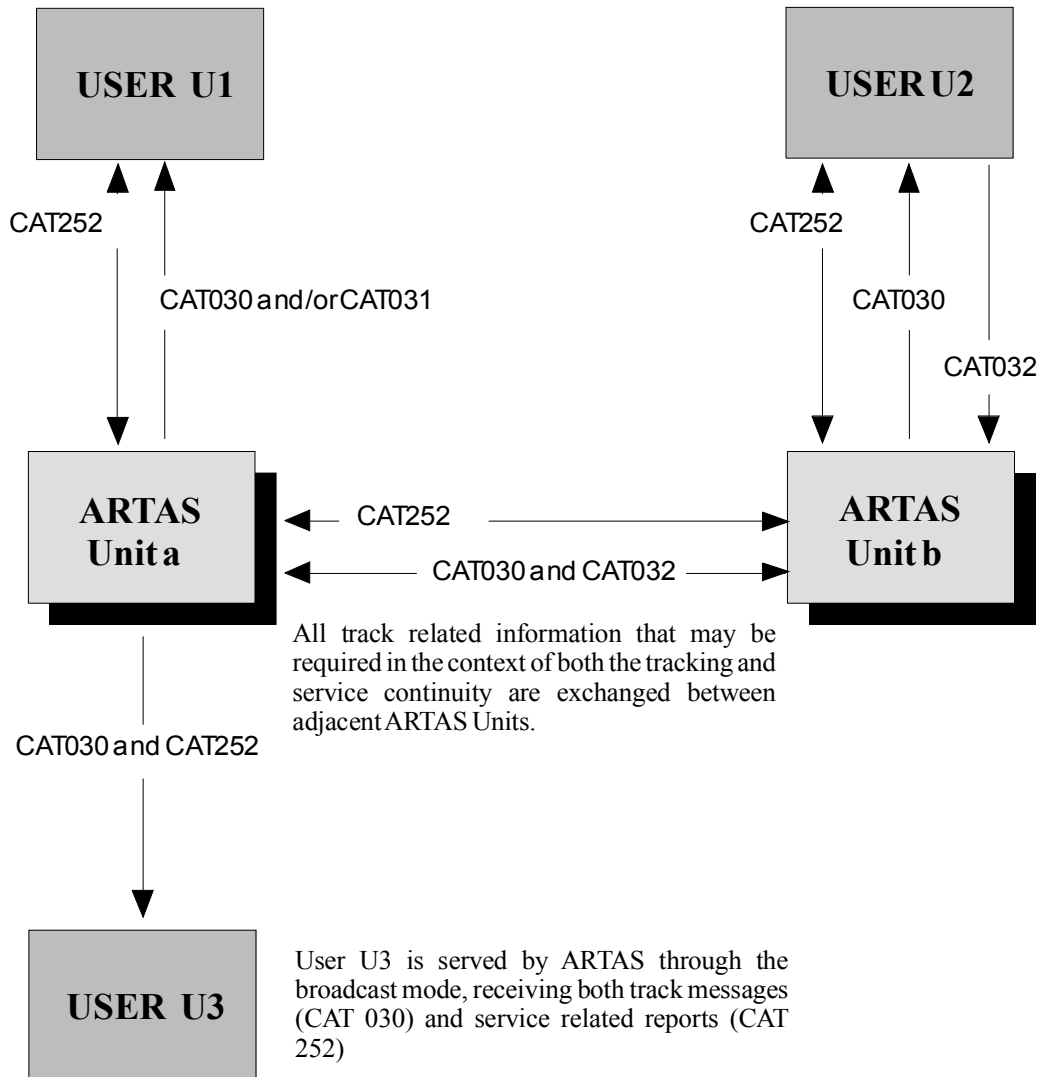 USER U1
USER U2
CAT252
CAT030 and/or CAT031
CAT252
CAT030
CAT032
ARTAS
Unit a
CAT252
CAT030 and CAT032
ARTAS
Unit b
All track related information that may be
required in the context of both the tracking and
service continuity are exchanged between
adjacent ARTAS Units.
CAT030 and CAT252
USER U3
User U3 is served by ARTAS through the
broadcast mode, receiving both track messages
(CAT 030) and service related reports (CAT
252)